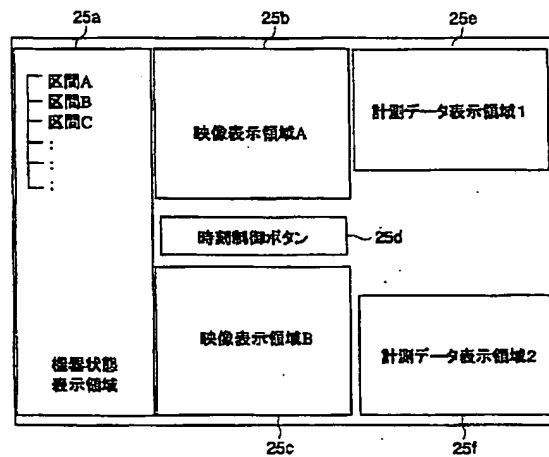 25a
25b
25e
区間A
区間B
区間C
:
:
:
映像表示領域A
計測データ表示領域1
時刻制御ボタン
25d
機器状態
表示領域
映像表示領域B
計測データ表示領域2
25c
25f